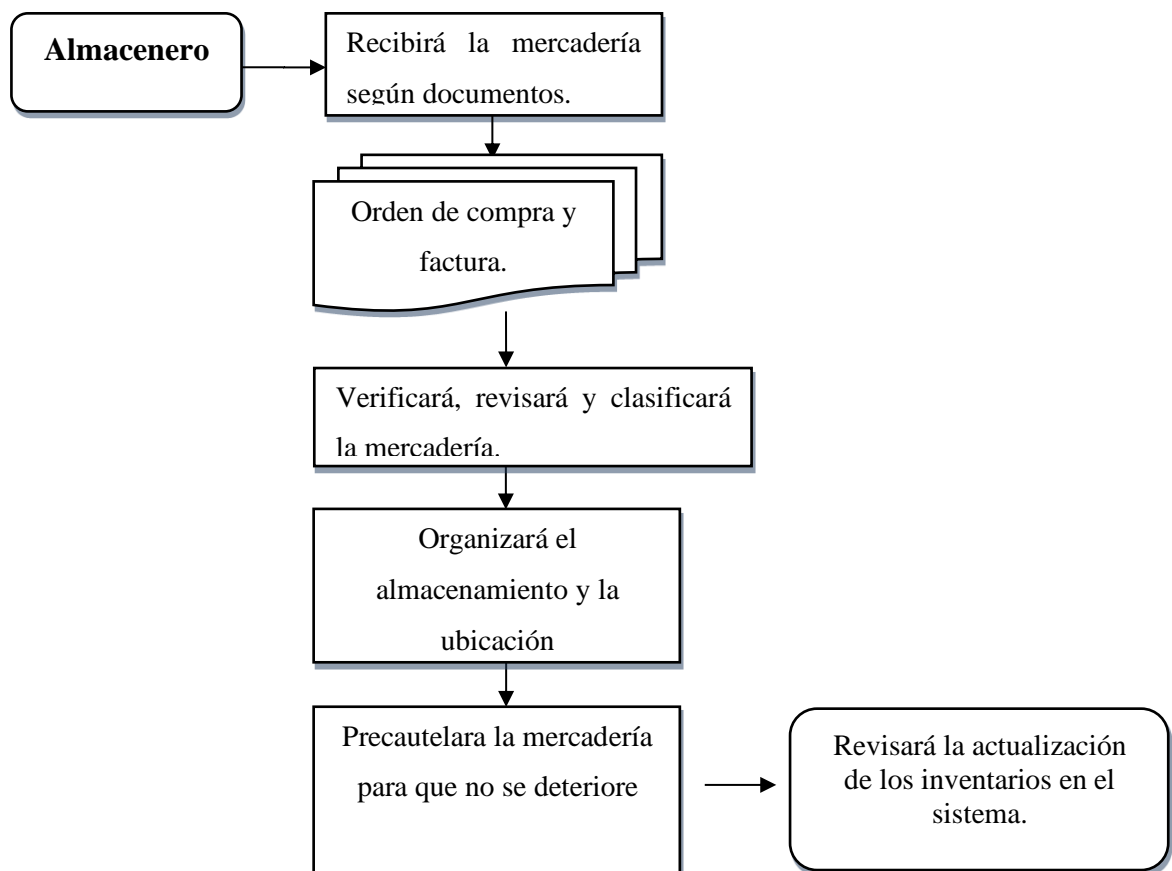 Almacenero
Recibirá la mercadería
según documentos.
Orden de compra y
factura.
Verificará, revisará y clasificará
la mercadería.
Organizará el
almacenamiento y la
ubicación
Precautelara la mercadería
para que no se deteriore
Revisará la actualización
de los inventarios en el
sistema.